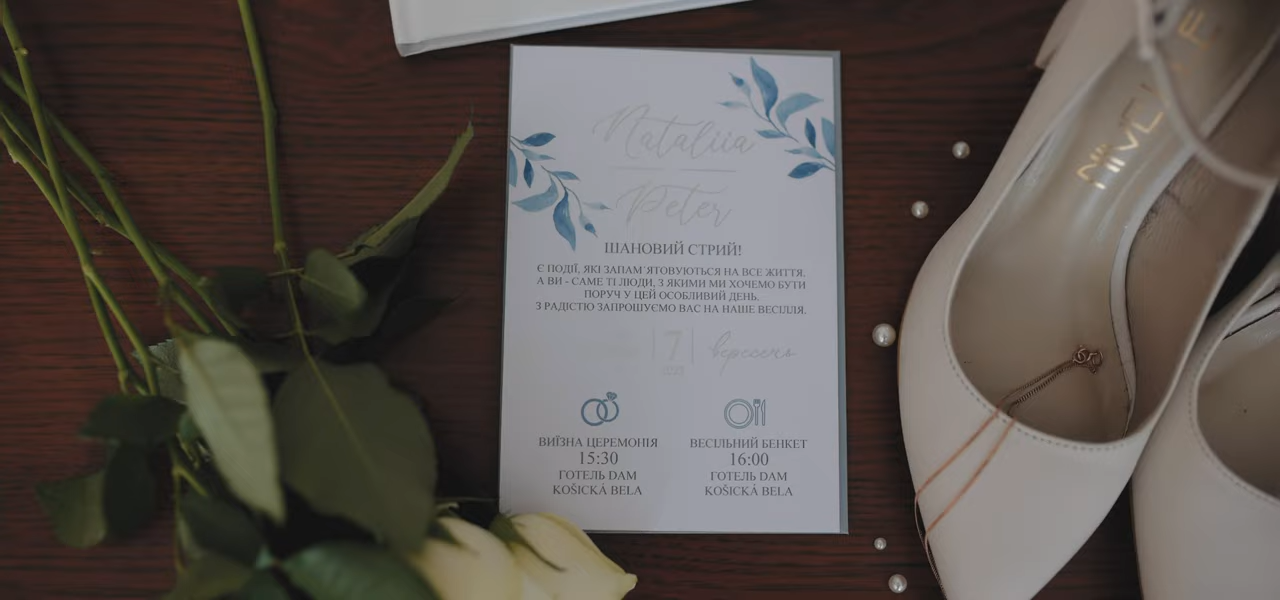 Nataliia
Peter
ШАНОВИЙ СТРИЙ!
Є ПОДІЇ, ЯКІ ЗАПАМ`ЯТОВУЮТЬСЯ НА ВСЕ ЖИТТЯ.
А ВИ - САМЕ ТІ ЛЮДИ, З ЯКИМИ МИ ХОЧЕМО БУТИ
ПОРУЧ У ЦЕЙ ОСОБЛИВИЙ ДЕНЬ.
З РАДІСТЮ ЗАПРОШУЄМО ВАС НА НАШЕ ВЕСІЛЛЯ.
7 вересень
ВИЇЗНА ЦЕРЕМОНІЯ
15:30
ГОТЕЛЬ DAM
KOŠICKÁ BELA
ВЕСІЛЬНИЙ БЕНКЕТ
16:00
ГОТЕЛЬ DAM
KOŠICKÁ BELA